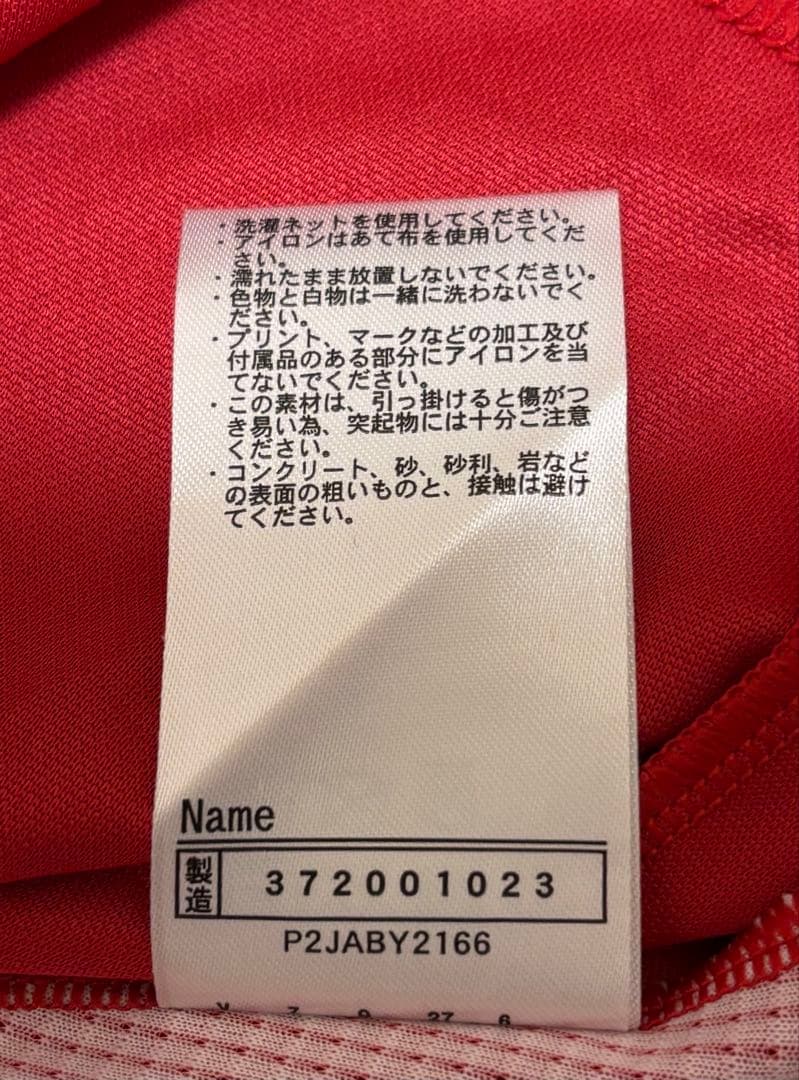 ・洗濯ネットを使用してください。
・アイロンはあて布を使用してくだ
さい。
・濡れたまま放置しないでください。
・色物と白物は一緒に洗わないでく
ださい。
・プリント、マークなどの加工及び
付属品のある部分にアイロンを当
てないでください。
・この素材は、引っ掛けると傷がつ
き易い為、突起物には十分ご注意
ください。
・コンクリート、砂、砂利、岩など
の表面の粗いものと、接触は避け
てください。
Name
製造
372001023
P2JABY2166